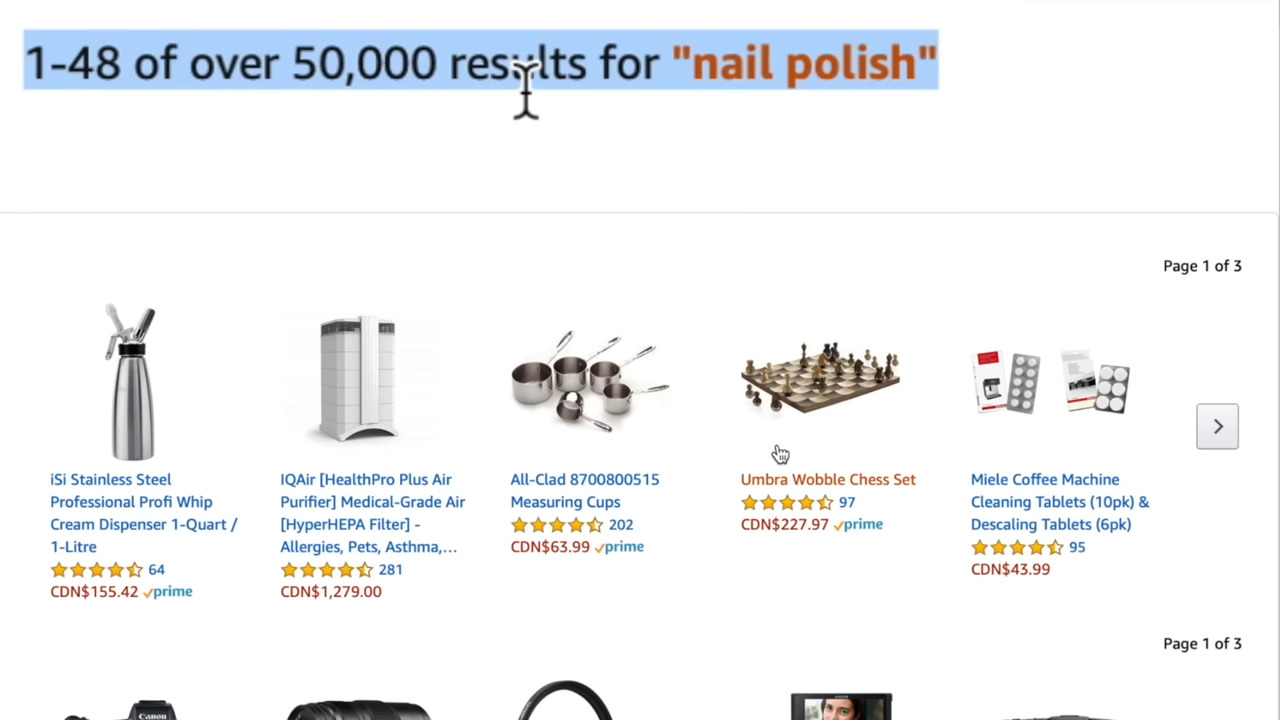 1-48 of over 50,000 results for "nail polish"
Page 1 of 3
iSi Stainless Steel
Professional Profi Whip
Cream Dispenser 1-Quart /
1-Litre
64
CDN$155.42 prime
IQAir [HealthPro Plus Air
Purifier] Medical-Grade Air
[HyperHEPA Filter] -
Allergies, Pets, Asthma,...
281
CDN$1,279.00
All-Clad 8700800515
Measuring Cups
202
CDN$63.99 prime
Umbra Wobble Chess Set
97
CDN$227.97 prime
Miele Coffee Machine
Cleaning Tablets (10pk) &
Descaling Tablets (6pk)
95
CDN$43.99
Page 1 of 3
Canon